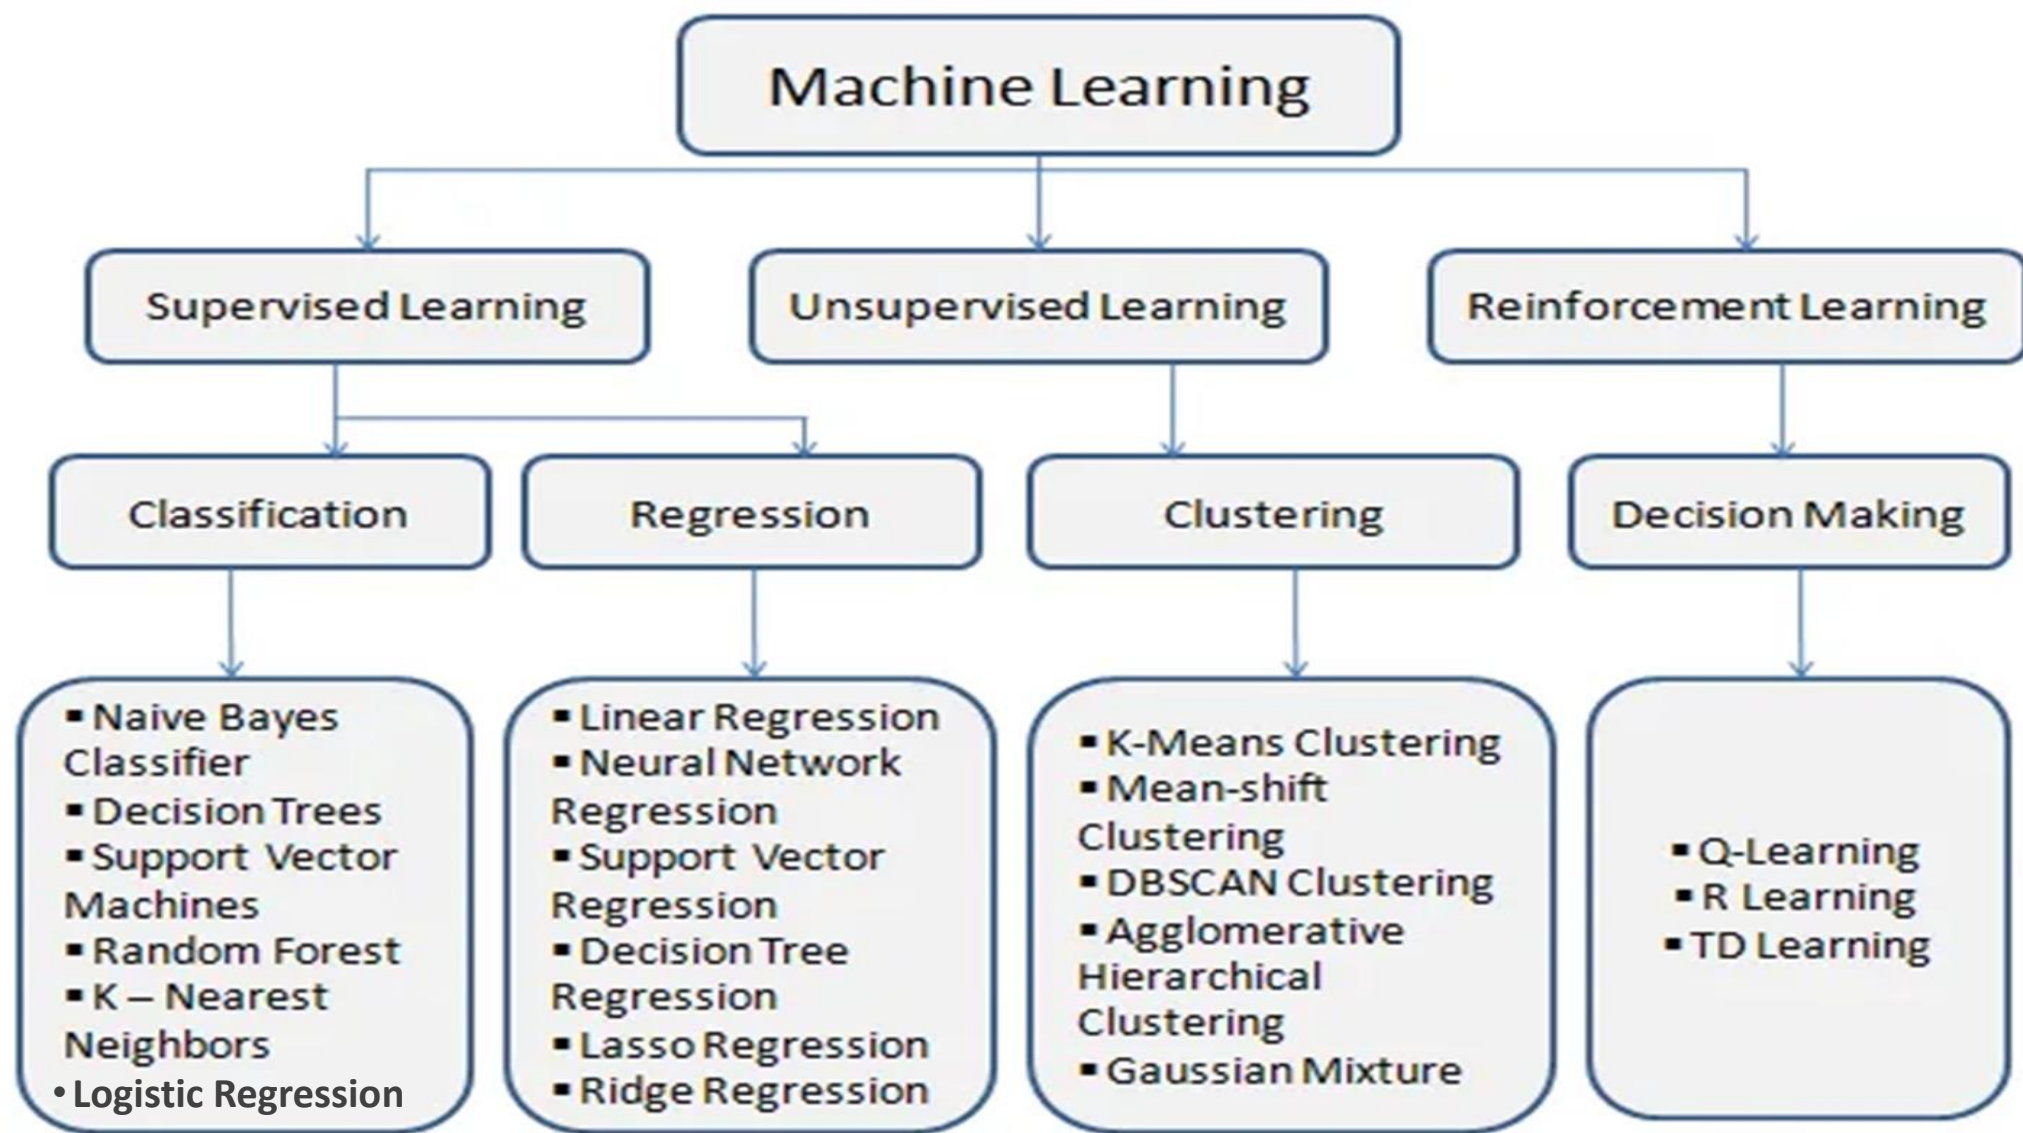 Machine Learning
Supervised Learning
Unsupervised Learning
Reinforcement Learning
Classification
Regression
Clustering
Decision Making
▪ Naive Bayes
Classifier
▪ Decision Trees
▪ Support Vector
Machines
▪ Random Forest
▪ K – Nearest
Neighbors
• Logistic Regression
▪ Linear Regression
▪ Neural Network
Regression
▪ Support Vector
Regression
▪ Decision Tree
Regression
▪ Lasso Regression
▪ Ridge Regression
▪ K-Means Clustering
▪ Mean-shift
Clustering
▪ DBSCAN Clustering
▪ Agglomerative
Hierarchical
Clustering
▪ Gaussian Mixture
▪ Q-Learning
▪ R Learning
▪ TD Learning